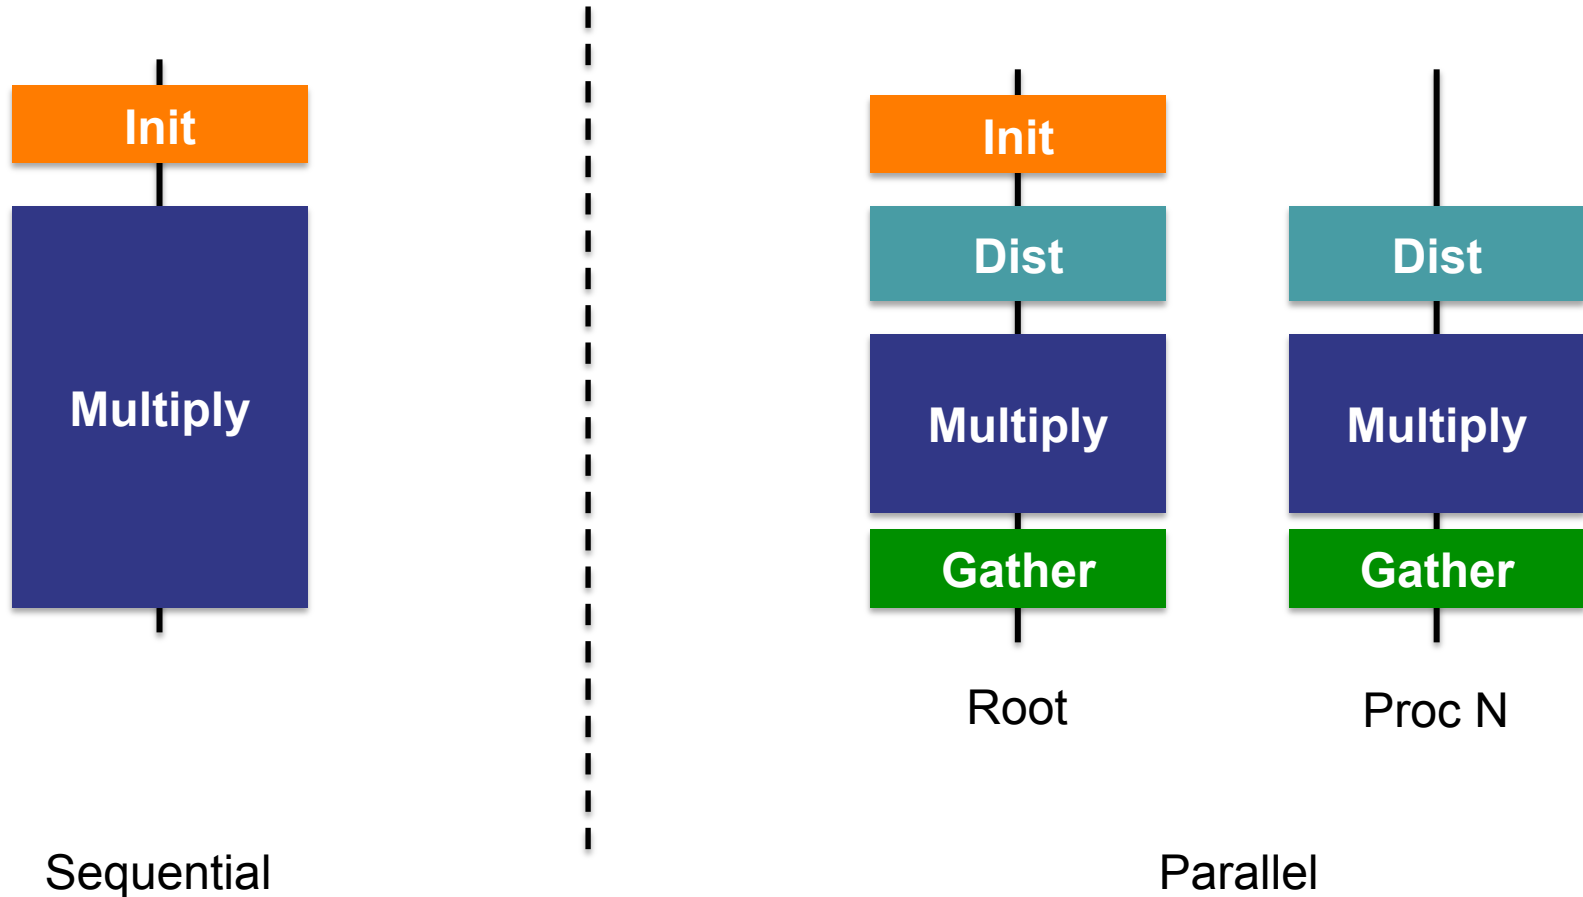 Init
Multiply
Sequential
Init
Dist
Multiply
Gather
Root
Dist
Multiply
Gather
Proc N
Parallel